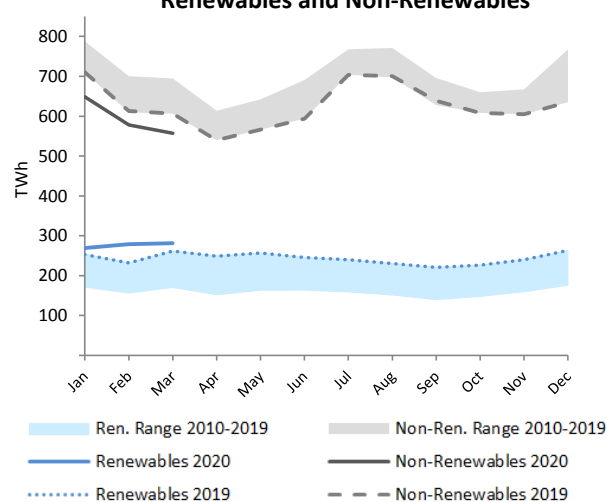 Renewables and Non-Renewables
TWh
800
700
600
500
400
300
200
100
Jan Feb Mar Apr May Jun Jul Aug Sep Oct Nov Dec
Ren. Range 2010-2019 Non-Ren. Range 2010-2019
Renewables 2020 Non-Renewables 2020
Renewables 2019 Non-Renewables 2019